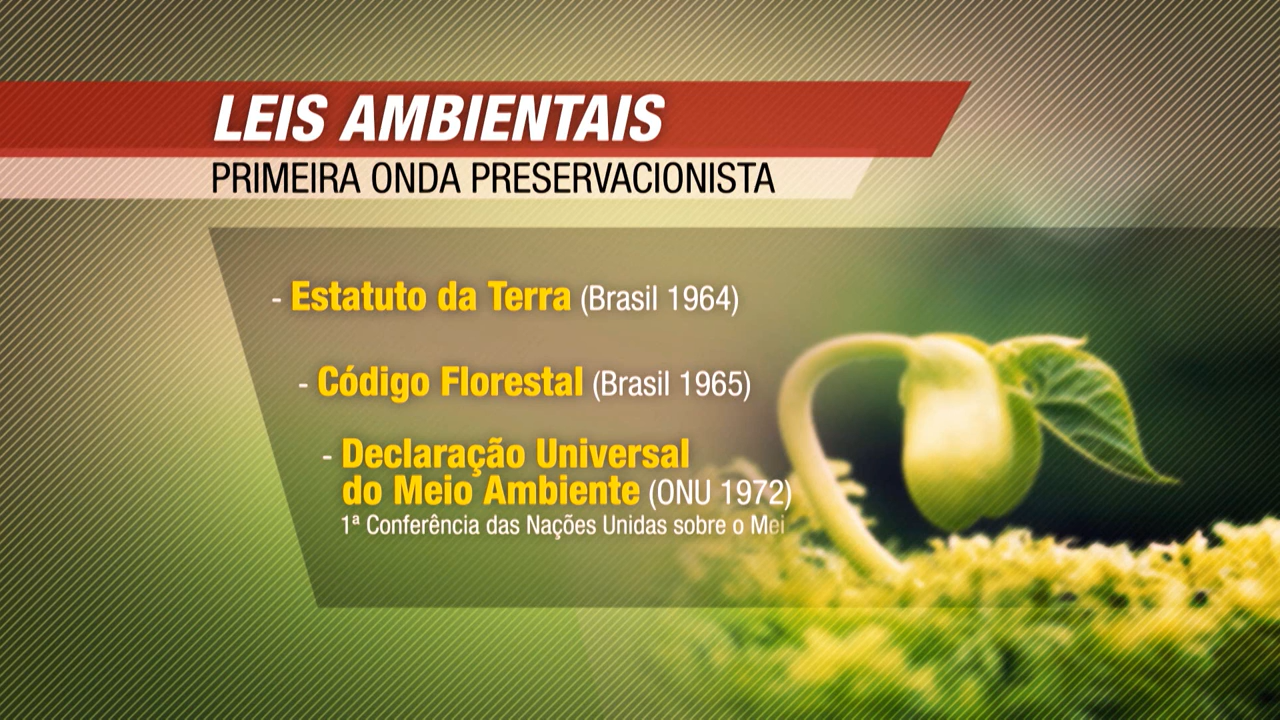 LEIS AMBIENTAIS
PRIMEIRA ONDA PRESERVACIONISTA
- Estatuto da Terra (Brasil 1964)
- Código Florestal (Brasil 1965)
- Declaração Universal
do Meio Ambiente (ONU 1972)
1ª Conferência das Nações Unidas sobre o Mei